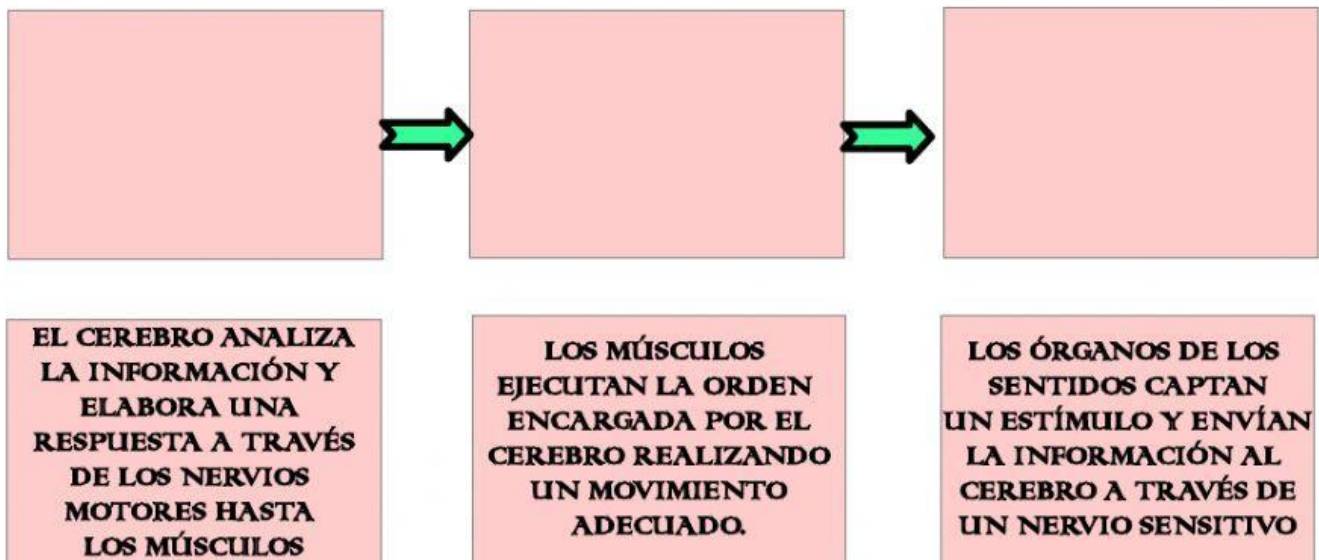 EL CEREBRO ANALIZA
LA INFORMACIÓN Y
ELABORA UNA
RESPUESTA A TRAVÉS
DE LOS NERVIOS
MOTORES HASTA
LOS MÚSCULOS
LOS MÚSCULOS
EJECUTAN LA ORDEN
ENCARGADA POR EL
CEREBRO REALIZANDO
UN MOVIMIENTO
ADECUADO.
LOS ÓRGANOS DE LOS
SENTIDOS CAPTAN
UN ESTÍMULO Y ENVÍAN
LA INFORMACIÓN AL
CEREBRO A TRAVÉS DE
UN NERVIO SENSITIVO